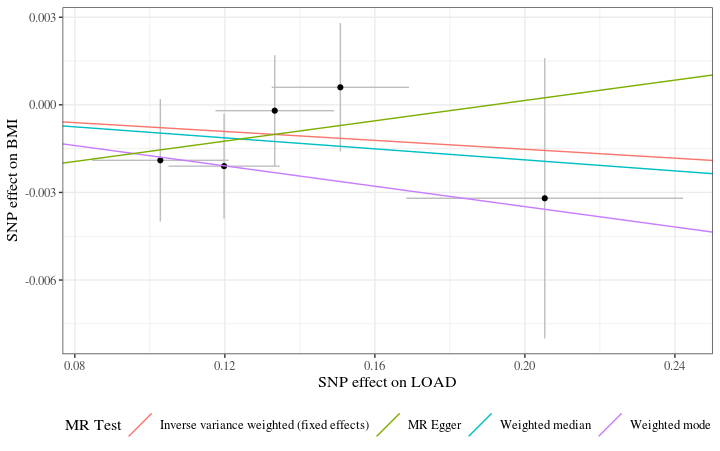 SNP effect on BMI
0.003
0.000
-0.003
-0.006
0.08 0.12 0.16 0.20 0.24
SNP effect on LOAD
MR Test Inverse variance weighted (fixed effects) MR Egger Weighted median Weighted mode